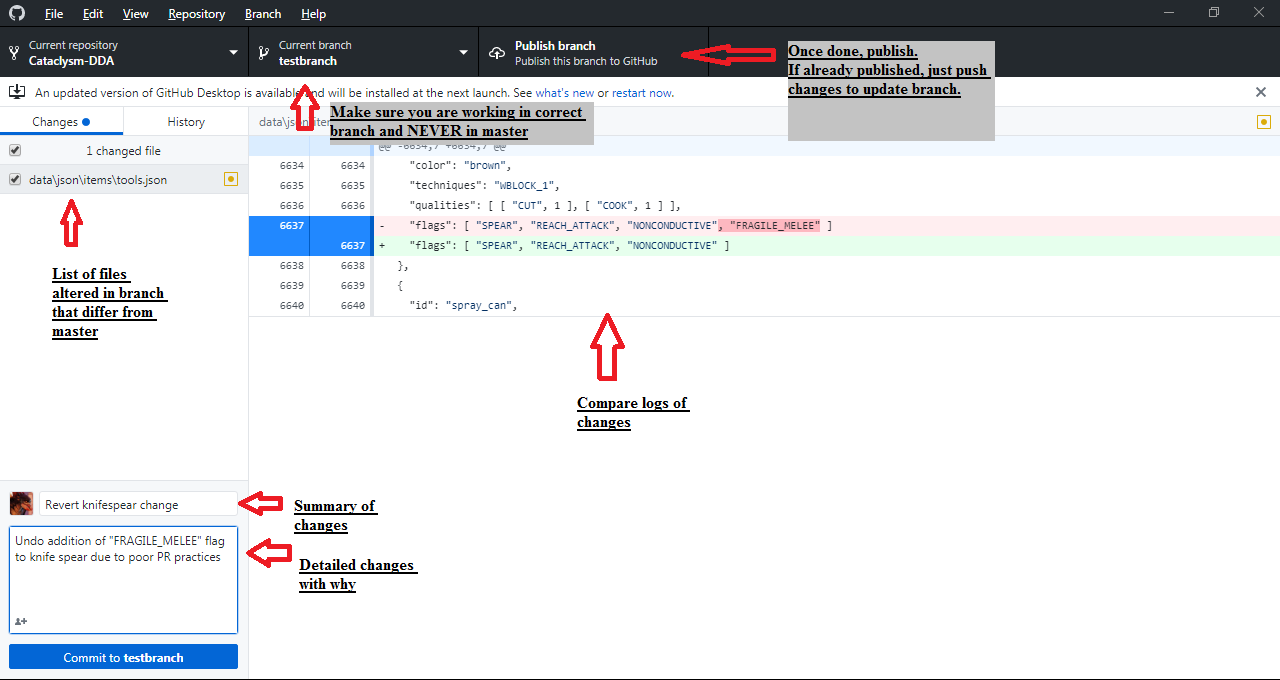 File Edit View Repository Branch Help
Current repository
Cataclysm-DDA
Current branch
testbranch
Publish branch
Publish this branch to GitHub
Once done, publish.
If already published, just push
changes to update branch.
An updated version of GitHub Desktop is available and will be installed at the next launch. See what's new or restart now.
Make sure you are working in correct
branch and NEVER in master
Changes
History
data\json\item
1 changed file
data\json\items\tools.json
@@ -6634,7 +6634,7 @@
6634 6634 "color": "brown",
6635 6635 "techniques": "WBLOCK_1",
6636 6636 "qualities": [ [ "CUT", 1 ], [ "COOK", 1 ] ],
6637 - "flags": [ "SPEAR", "REACH_ATTACK", "NONCONDUCTIVE", "FRAGILE_MELEE" ]
6637 + "flags": [ "SPEAR", "REACH_ATTACK", "NONCONDUCTIVE" ]
6638 6638 },
6639 6639 {
6640 6640 "id": "spray_can",
List of files
altered in branch
that differ from
master
Compare logs of
changes
Revert knifespear change
Summary of
changes
Undo addition of "FRAGILE_MELEE" flag
to knife spear due to poor PR practices
Detailed changes
with why
Commit to testbranch